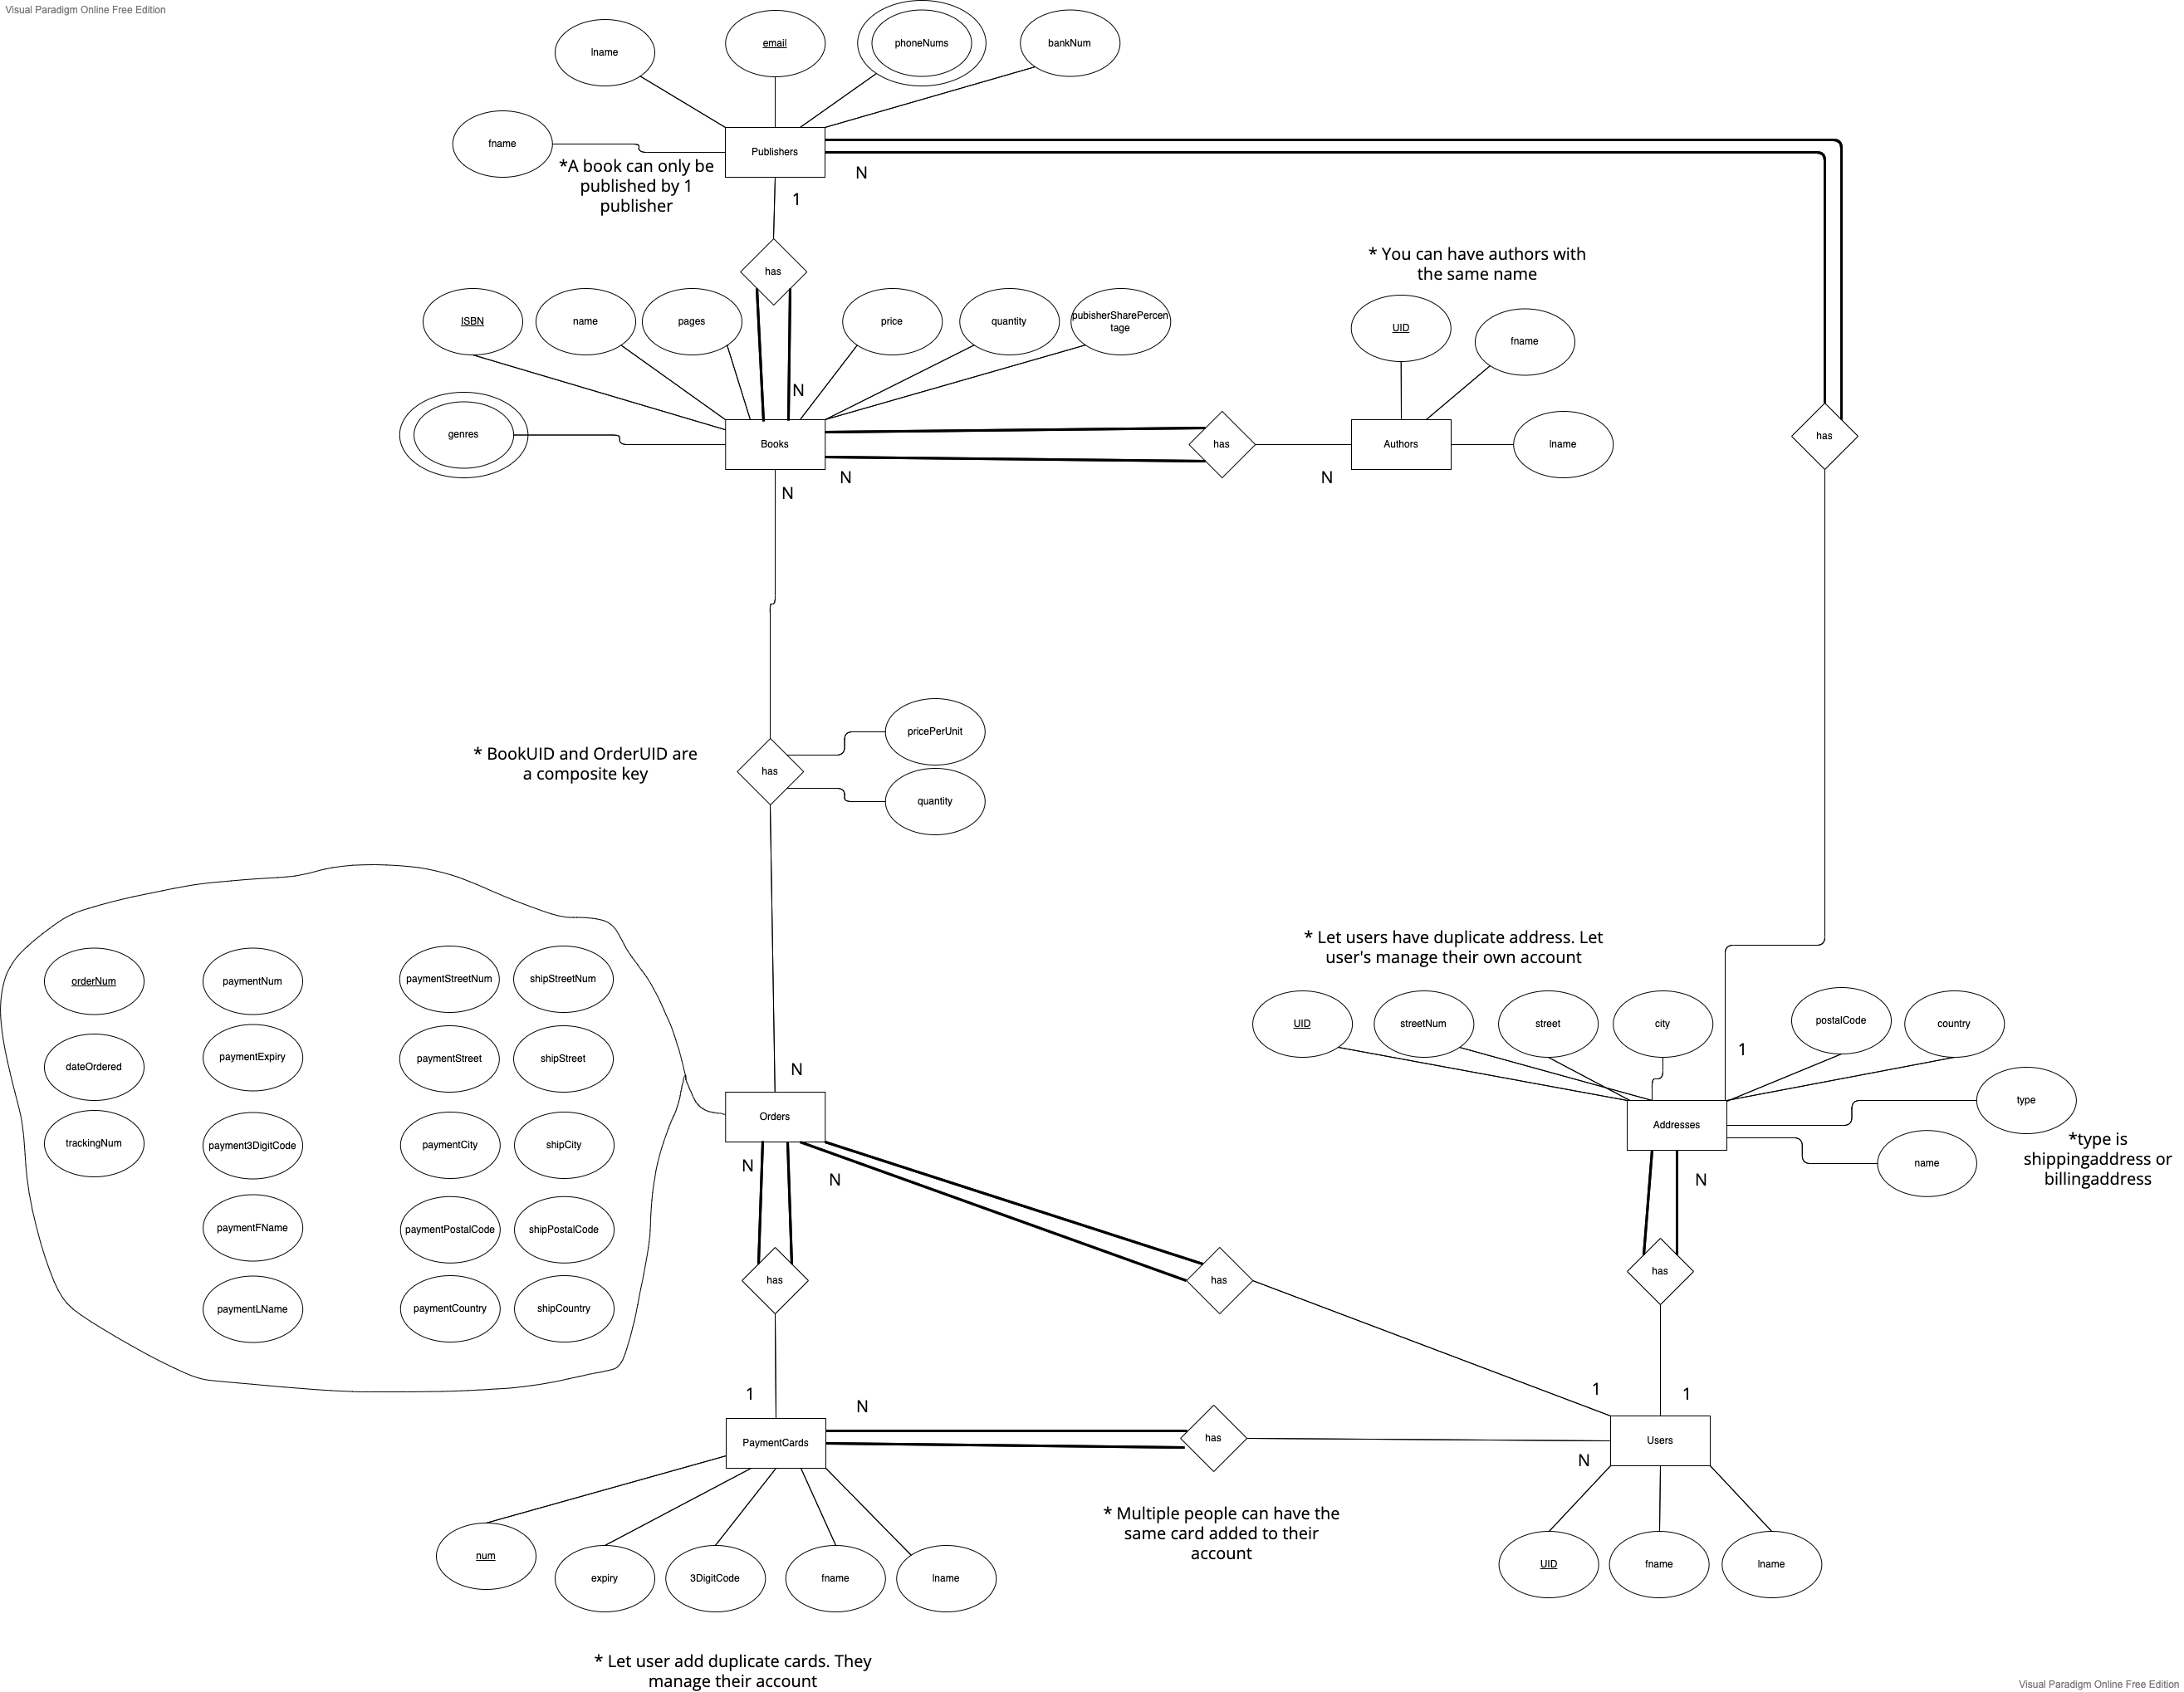 Visual Paradigm Online Free Edition
lname
email
phoneNums
bankNum
fname
Publishers
*A book can only be
published by 1
publisher
N
1
has
* You can have authors with
the same name
ISBN
name
pages
price
quantity
pubisherSharePercen
tage
UID
fname
N
genres
Books
has
Authors
lname
has
N
N
N
pricePerUnit
* BookUID and OrderUID are
a composite key
has
quantity
* Let users have duplicate address. Let
user's manage their own account
orderNum
paymentNum
paymentStreetNum
shipStreetNum
UID
streetNum
street
city
postalCode
country
dateOrdered
paymentExpiry
paymentStreet
shipStreet
N
1
type
trackingNum
payment3DigitCode
paymentCity
shipCity
Orders
Addresses
*type is
shippingaddress or
billingaddress
name
N
N
N
paymentFName
paymentPostalCode
shipPostalCode
has
has
has
paymentLName
paymentCountry
shipCountry
1
N
1
1
PaymentCards
has
Users
N
* Multiple people can have the
same card added to their
account
num
expiry
3DigitCode
fname
lname
UID
fname
lname
* Let user add duplicate cards. They
manage their account
Visual Paradigm Online Free Edition